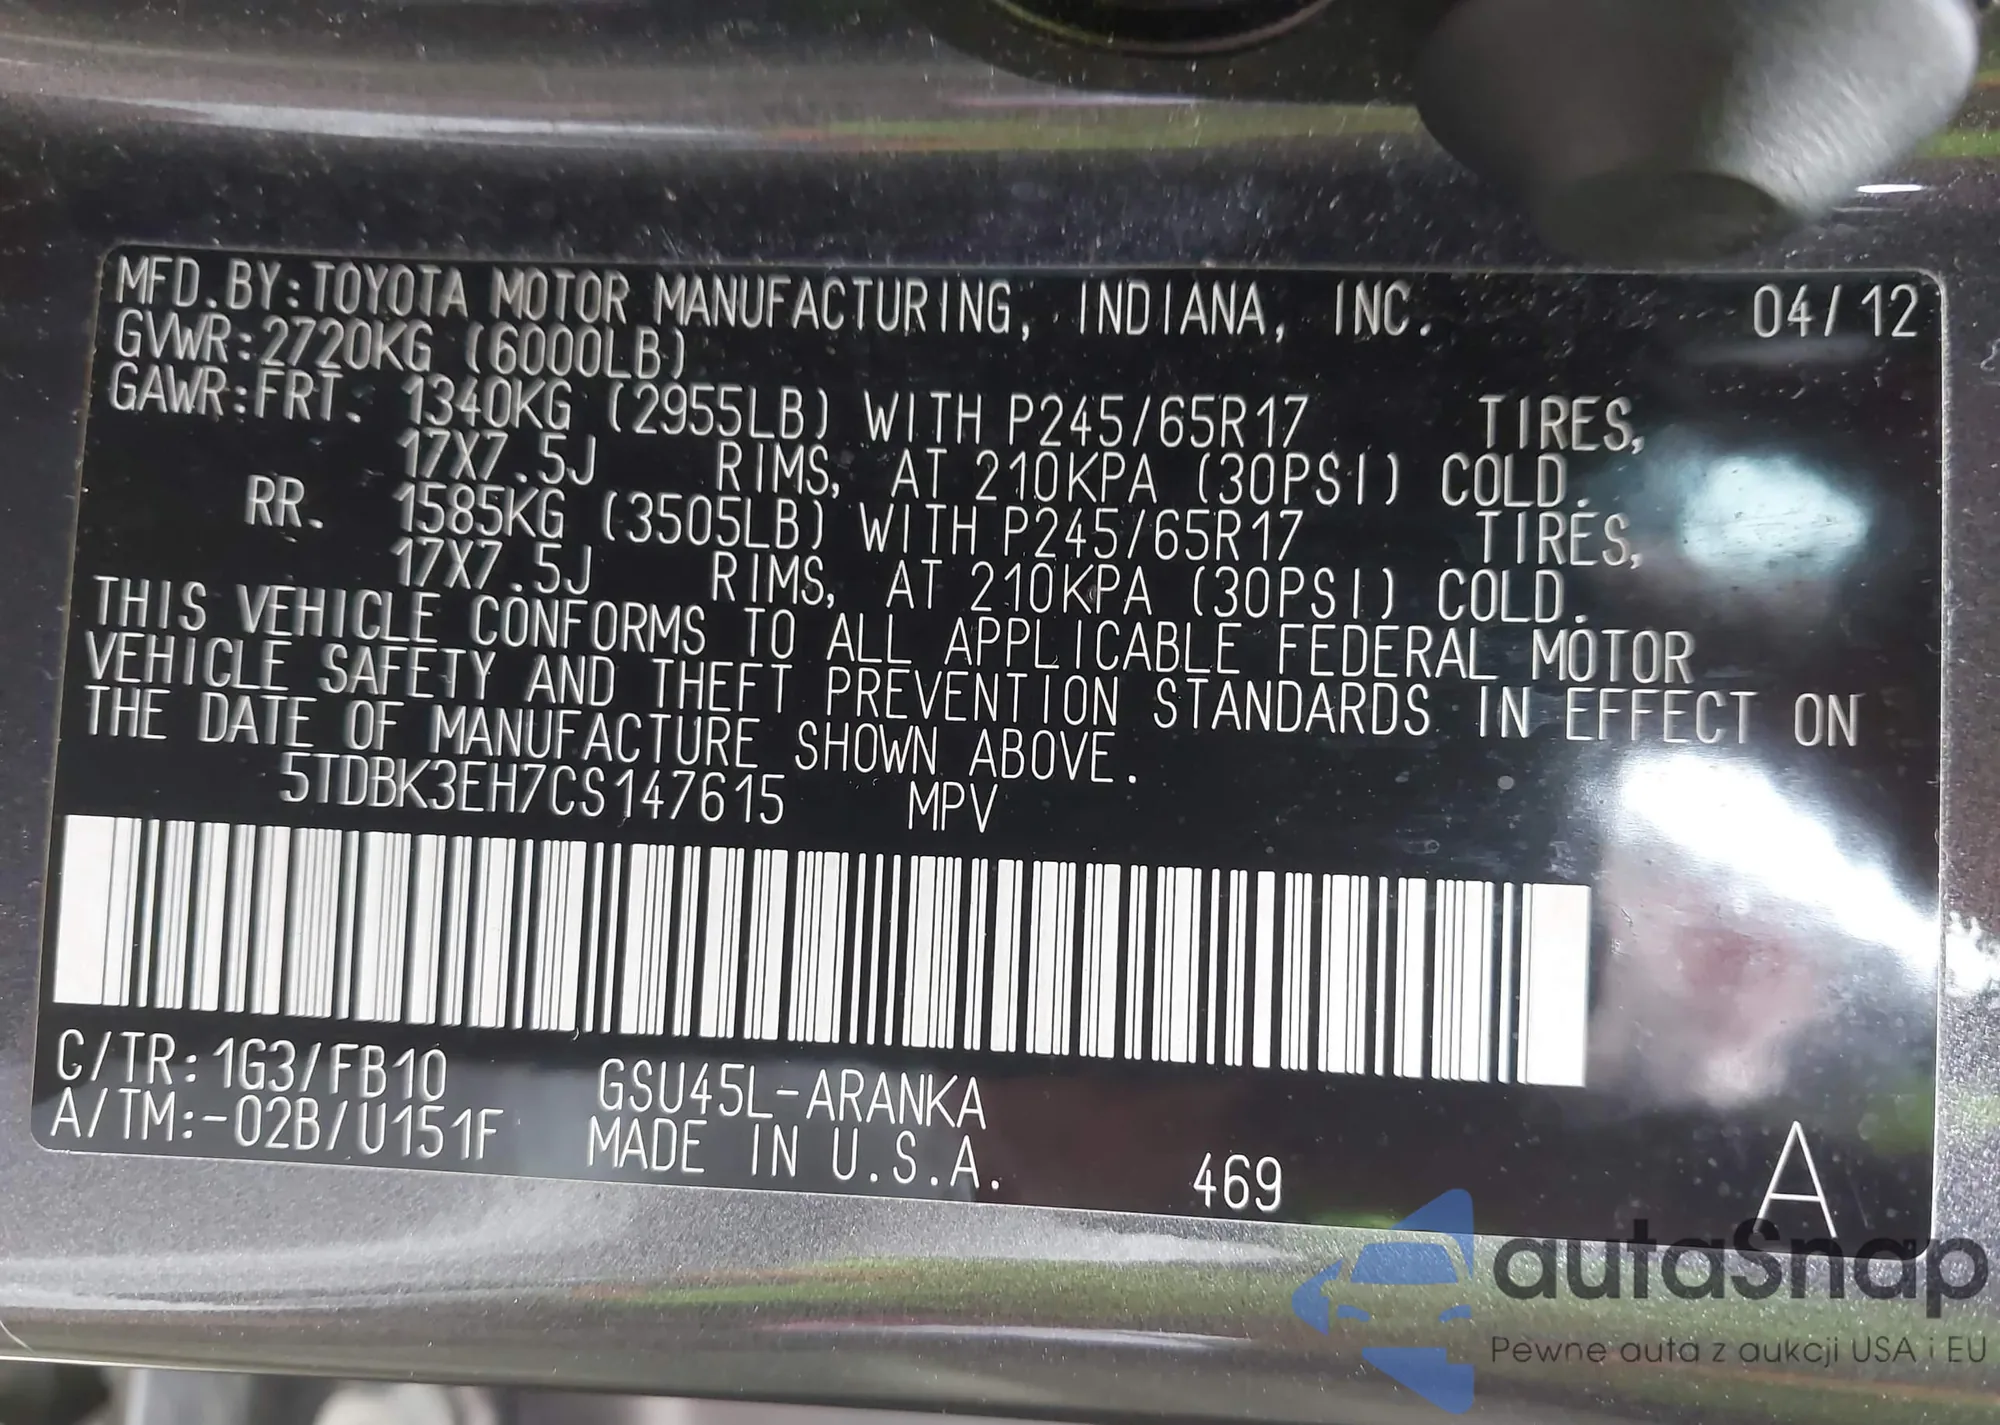 MFD.BY:TOYOTA MOTOR MANUFACTURING, INDIANA, INC. 04/12
GVWR:2720KG (6000LB)
GAWR:FRT. 1340KG (2955LB) WITH P245/65R17 TIRES,
17X7.5J RIMS, AT 210KPA (30PSI) COLD.
RR. 1585KG (3505LB) WITH P245/65R17 TIRES,
17X7.5J RIMS, AT 210KPA (30PSI) COLD.
THIS VEHICLE CONFORMS TO ALL APPLICABLE FEDERAL MOTOR
VEHICLE SAFETY AND THEFT PREVENTION STANDARDS IN EFFECT ON
THE DATE OF MANUFACTURE SHOWN ABOVE.
5TDBK3EH7CS147615 MPV
C/TR:1G3/FB10 GSU45L-ARANKA
A/TM:-02B/U151F MADE IN U.S.A. 469 A
autaSnap
Pewne auta z aukcji USA i EU